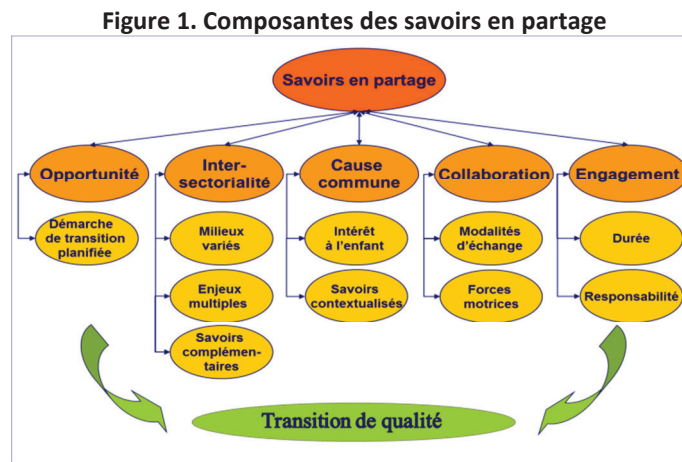 Figure 1. Composantes des savoirs en partage
Savoirs en partage
Opportunité
Inter-
sectorialité
Cause
commune
Collaboration
Engagement
Démarche
de transition
planifiée
Milieux
variés
Intérêt
à l'enfant
Modalités
d'échange
Durée
Enjeux
multiples
Savoirs
contextualisés
Forces
motrices
Responsabilité
Savoirs
complémen-
taires
Transition de qualité